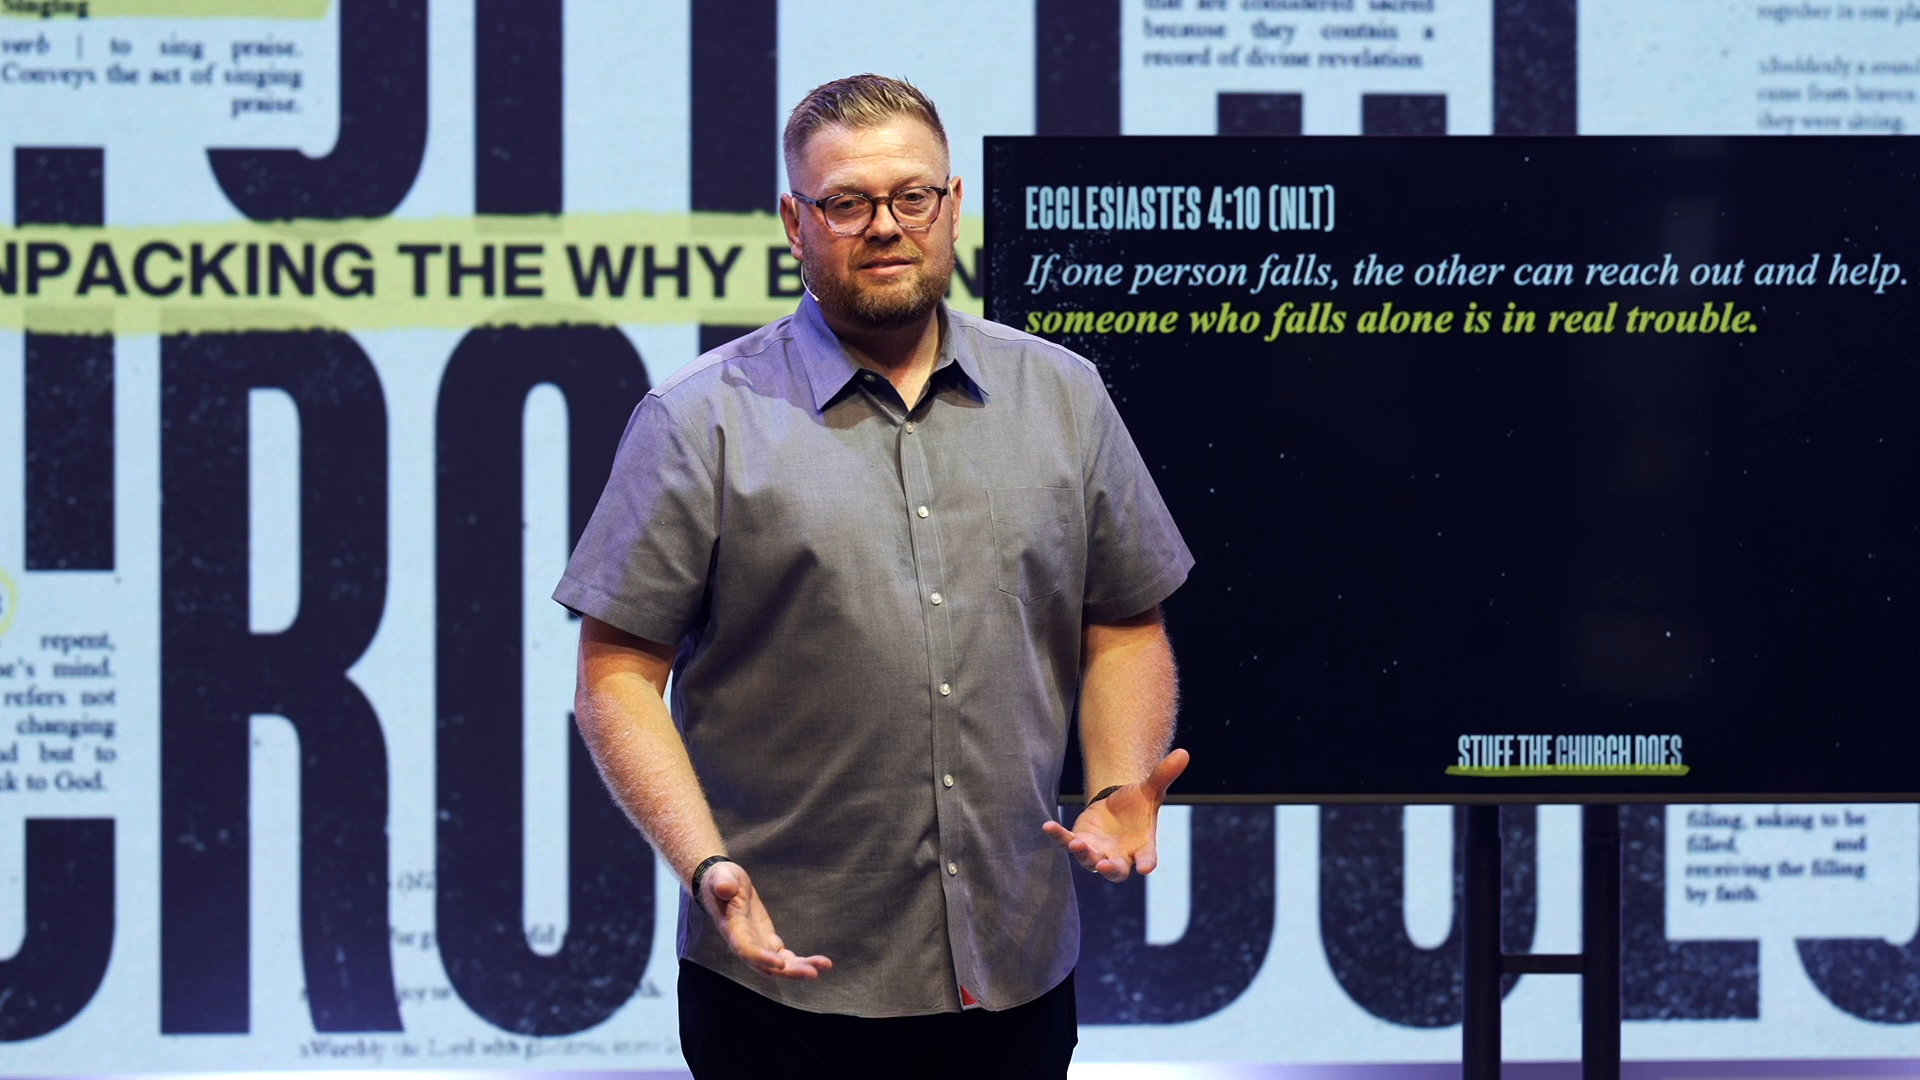 Singing
verb | to sing praise.
Conveys the act of singing
praise.
that are considered sacred
because they contain a
record of divine revelation
together in one
Suddenly a sound
came from heaven
they were sitting.
NPACKING THE WHY B
ECCLESIASTES 4:10 (NLT)
If one person falls, the other can reach out and help.
someone who falls alone is in real trouble.
STUFF THE CHURCH DOES
repent,
mind.
refers not
changing
but to
to God.
filling, asking to be
filled, and
receiving the filling
by faith.